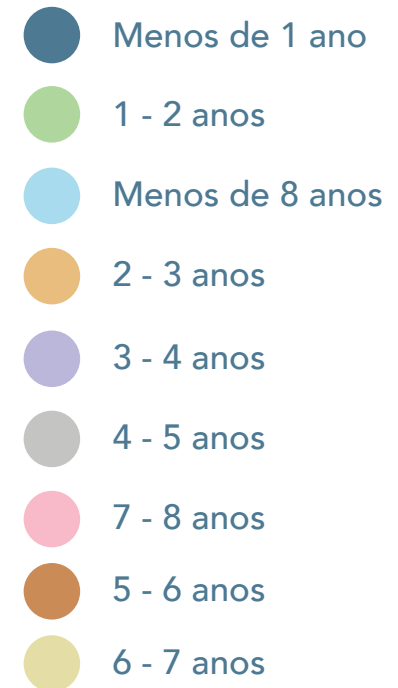 Menos de 1 ano
1 - 2 anos
Menos de 8 anos
2 - 3 anos
3 - 4 anos
4 - 5 anos
7 - 8 anos
5 - 6 anos
6 - 7 anos